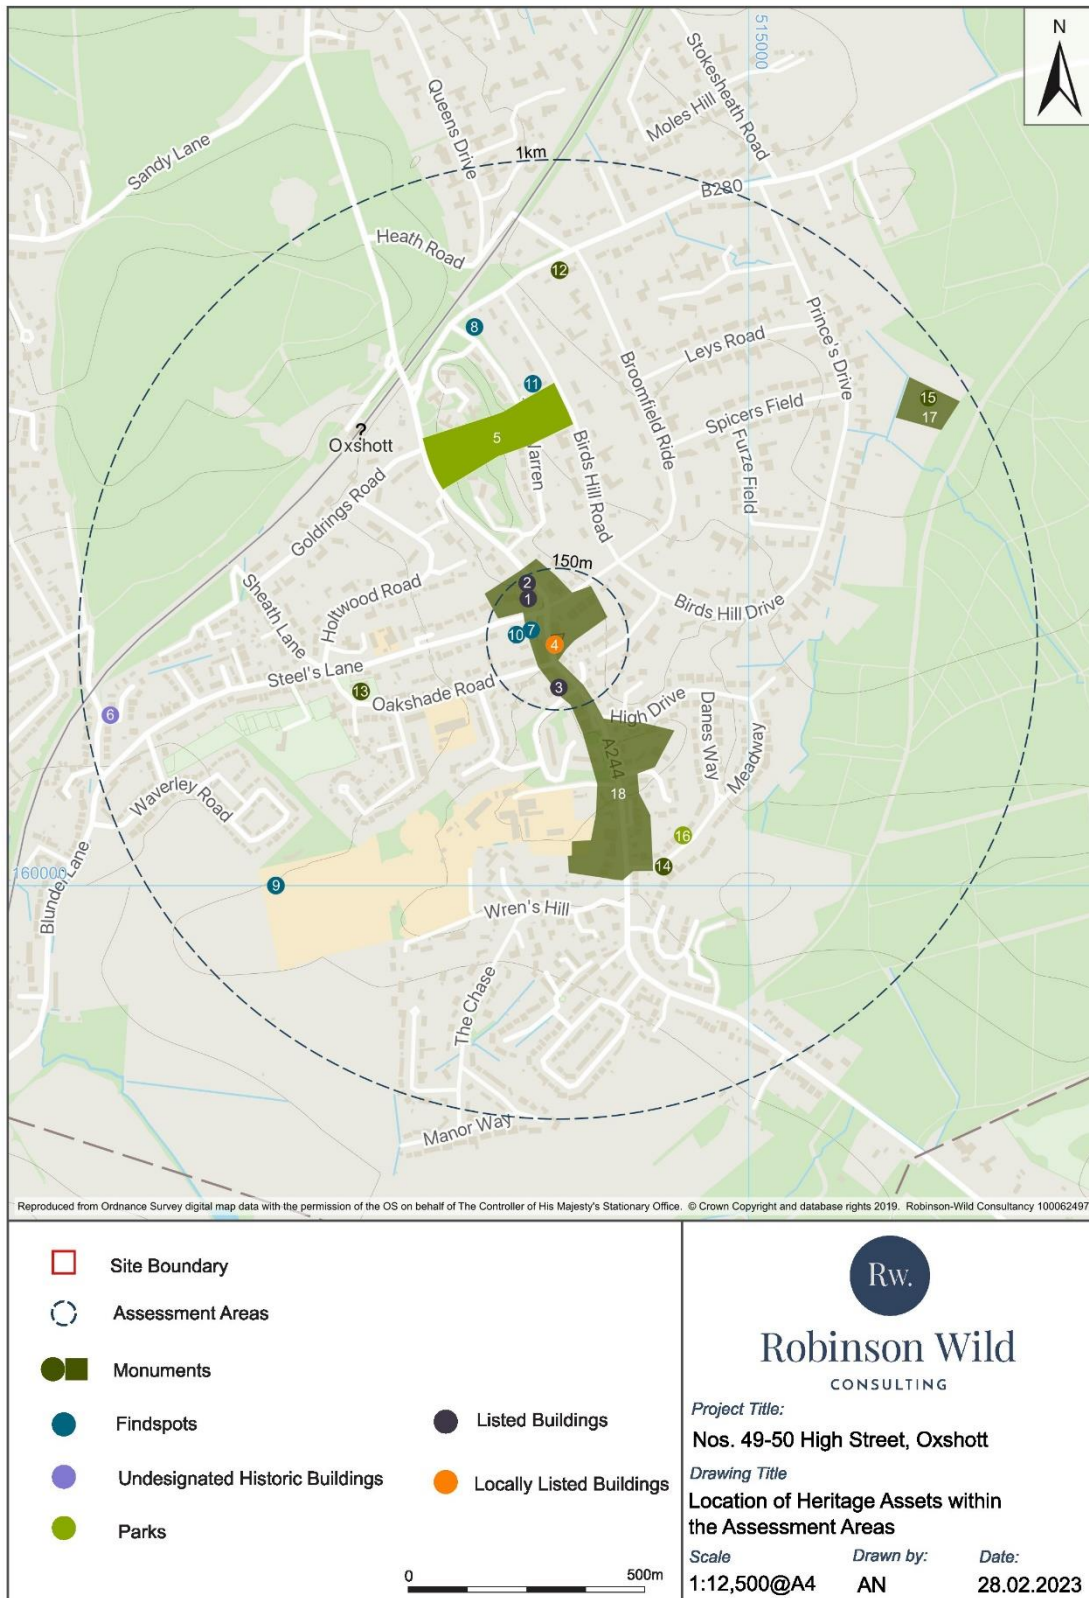 N
515000
Stokesheath Road
Moles Hill
Queens Drive
Sandy Lane
1km
B280
Heath Road
12
8
Prince's Drive
Leys Road
Broomfield Ride
11
15
17
?
Oxshott
5
Spicers Field
Furze Field
Birds Hill Road
Goldrings Road
150m
2
1
Sheath Lane
Holtwood Road
Birds Hill Drive
10
7
4
Steel's Lane
13
Oakshade Road
3
6
High Drive
Danes Way
Meadway
A244
18
Waverley Road
16
14
160000
9
Blundel Lane
Wren's Hill
The Chase
Manor Way
Reproduced from Ordnance Survey digital map data with the permission of the OS on behalf of The Controller of His Majesty's Stationary Office. © Crown Copyright and database rights 2019. Robinson-Wild Consultancy 100062497
Site Boundary
Assessment Areas
Monuments
Findspots
Undesignated Historic Buildings
Parks
Listed Buildings
Locally Listed Buildings
0 500m
Rw.
Robinson Wild
CONSULTING
Project Title:
Nos. 49-50 High Street, Oxshott
Drawing Title
Location of Heritage Assets within
the Assessment Areas
Scale Drawn by: Date:
1:12,500@A4 AN 28.02.2023